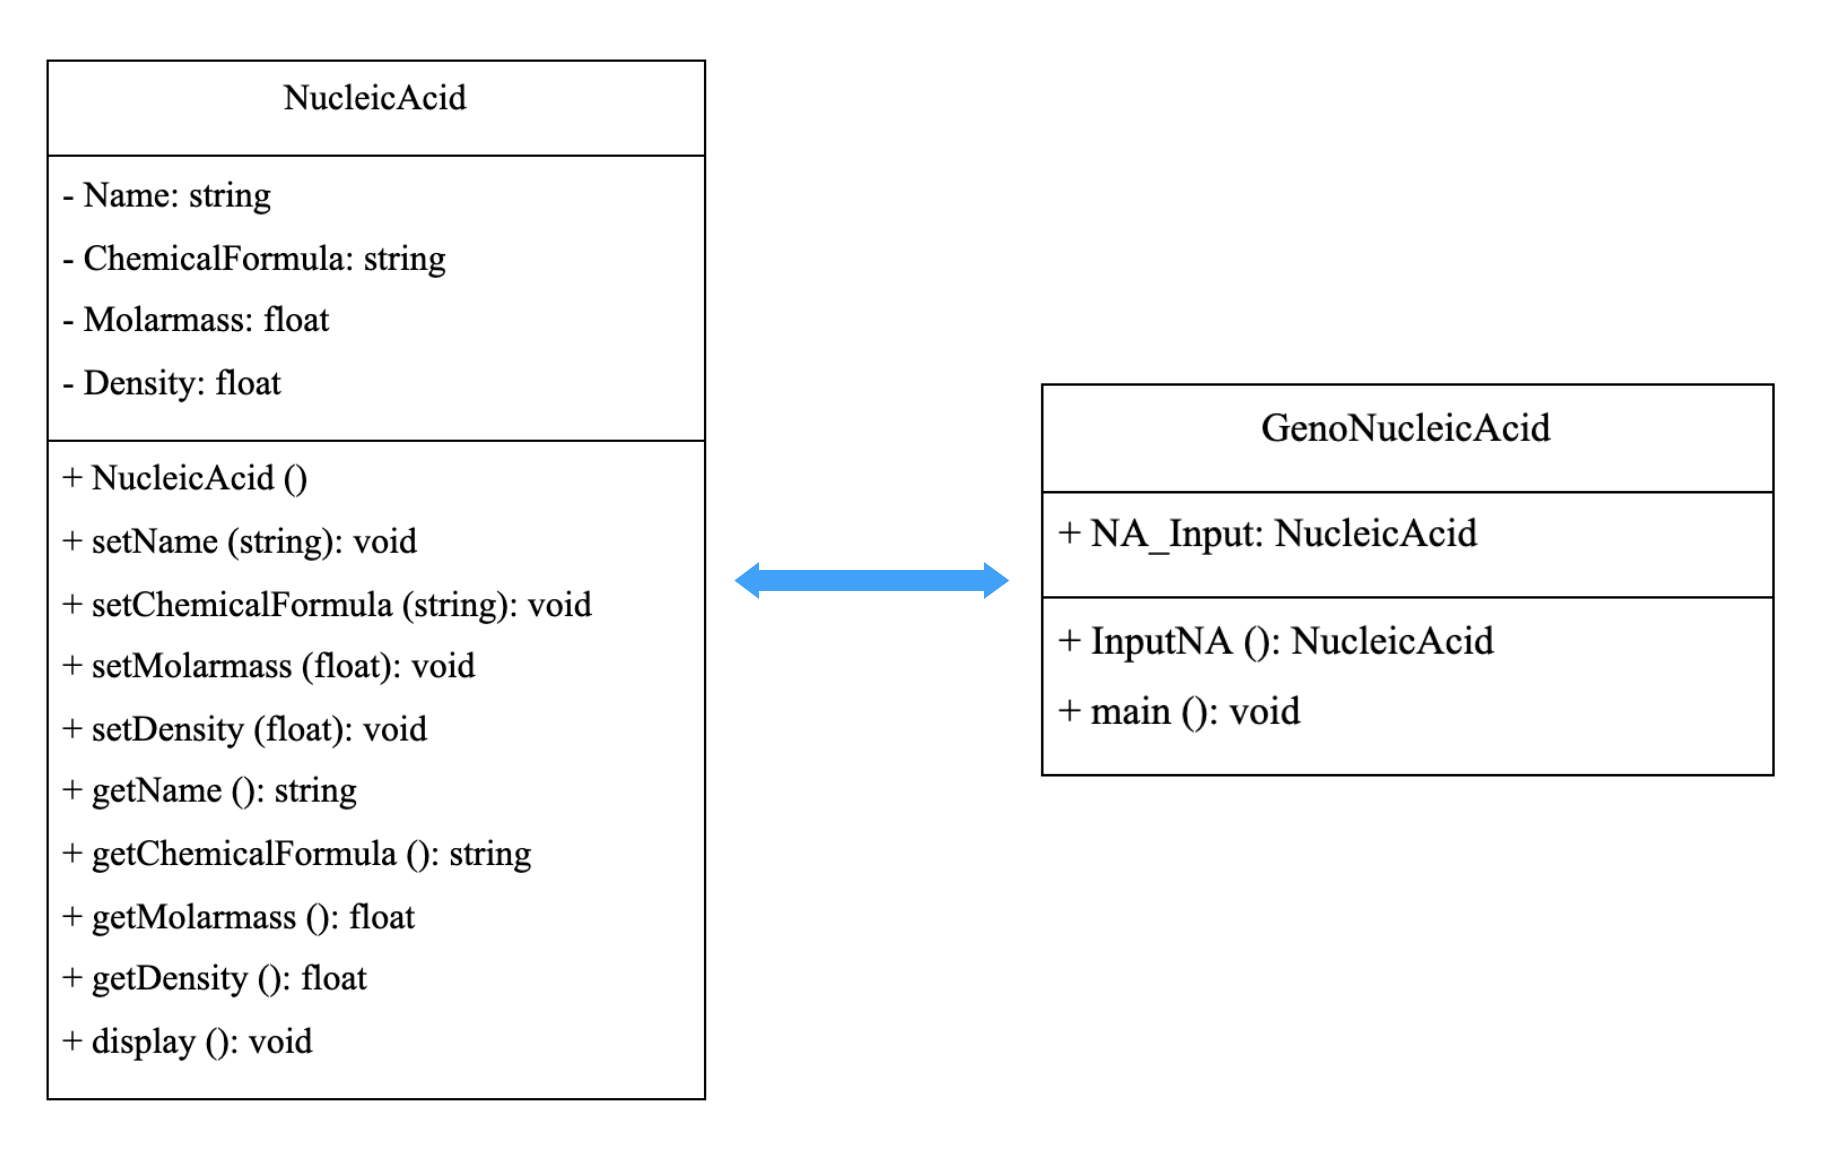 NucleicAcid
- Name: string
- ChemicalFormula: string
- Molarmass: float
- Density: float
+ NucleicAcid ()
+ setName (string): void
+ setChemicalFormula (string): void
+ setMolarmass (float): void
+ setDensity (float): void
+ getName (): string
+ getChemicalFormula (): string
+ getMolarmass (): float
+ getDensity (): float
+ display (): void
GenoNucleicAcid
+ NA_Input: NucleicAcid
+ InputNA (): NucleicAcid
+ main (): void